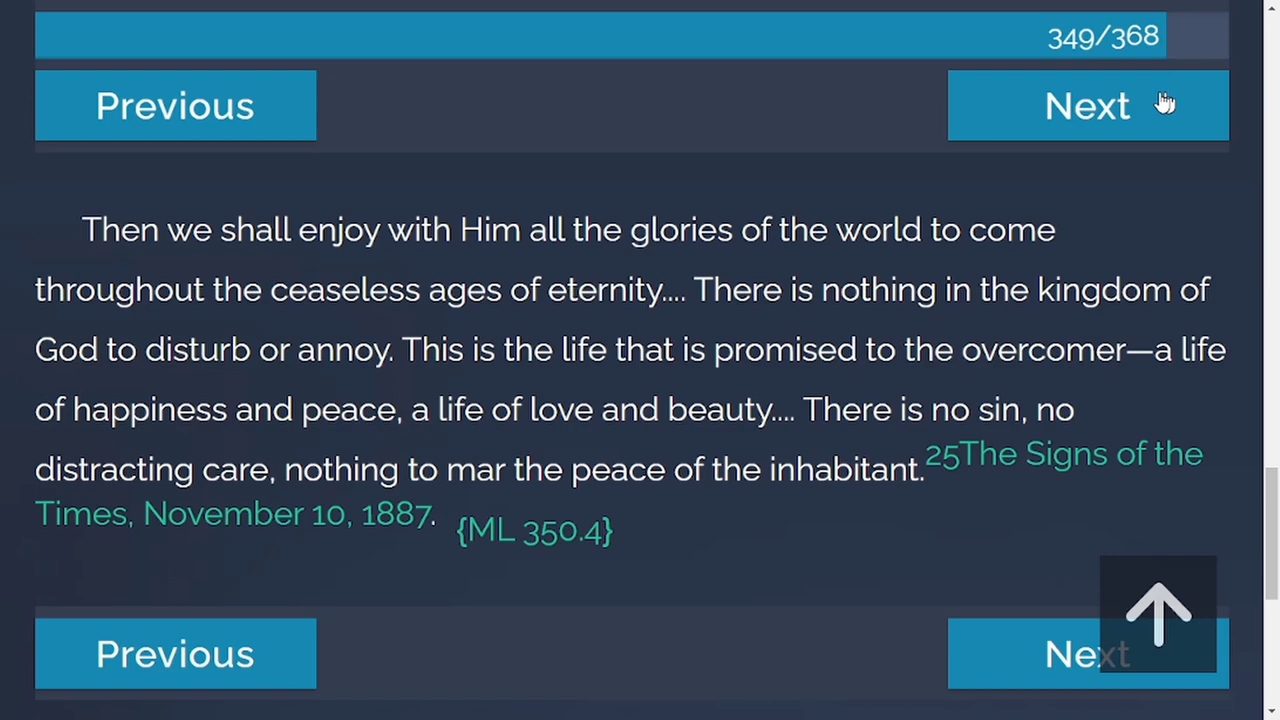 349/368
Previous
Next
Then we shall enjoy with Him all the glories of the world to come
throughout the ceaseless ages of eternity.... There is nothing in the kingdom of
God to disturb or annoy. This is the life that is promised to the overcomer—a life
of happiness and peace, a life of love and beauty.... There is no sin, no
distracting care, nothing to mar the peace of the inhabitant.25The Signs of the
Times, November 10, 1887. {ML 350.4}
Previous
Next